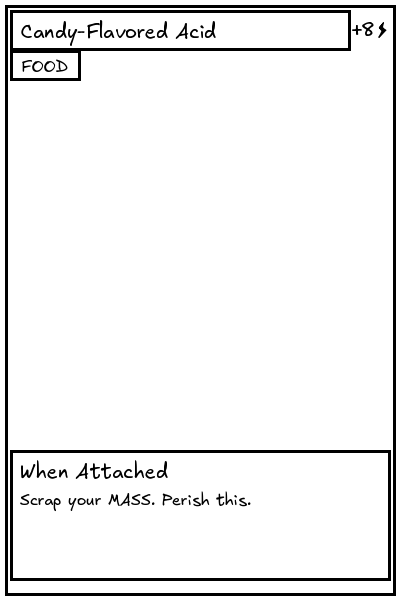 Candy-Flavored Acid
+8
FOOD
When Attached
Scrap your MASS. Perish this.